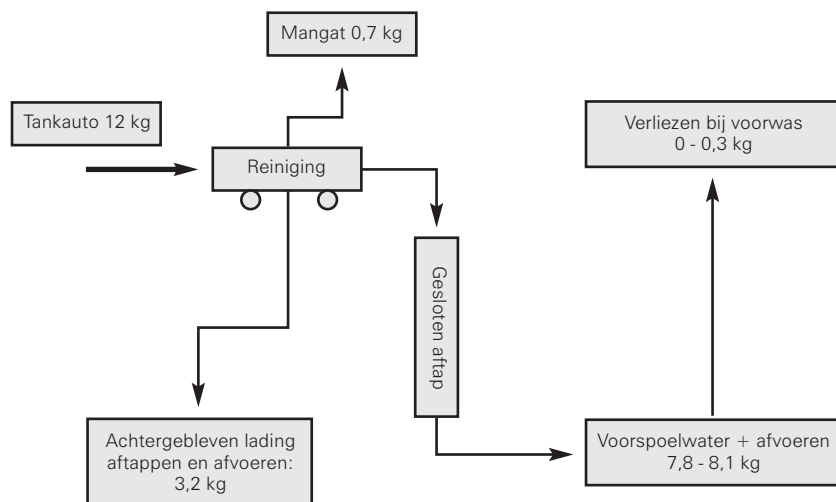 Mangat 0,7 kg
Tankauto 12 kg
Verliezen bij voorwas
0 - 0,3 kg
Reiniging
Gesloten aftap
Achtergebleven lading
aftappen en afvoeren:
3,2 kg
Voorspoelwater + afvoeren
7,8 - 8,1 kg